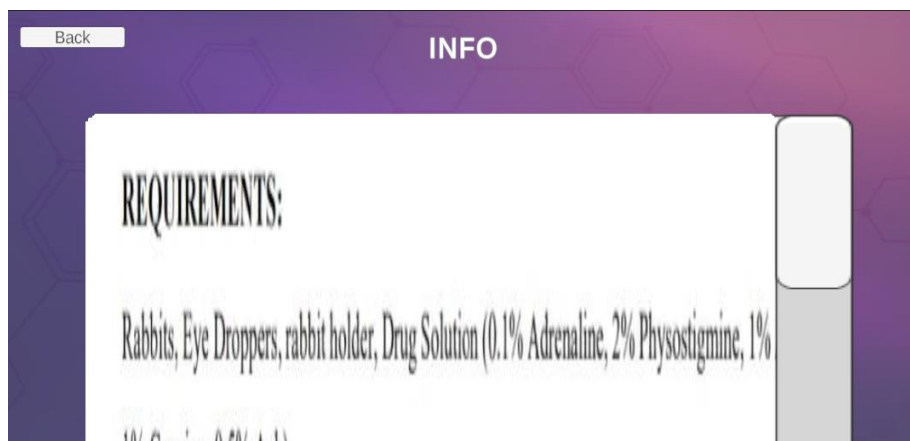 Back
INFO
REQUIREMENTS:
Rabbits, Eye Droppers, rabbit holder, Drug Solution (0.1% Adrenaline, 2% Physostigmine, 1%